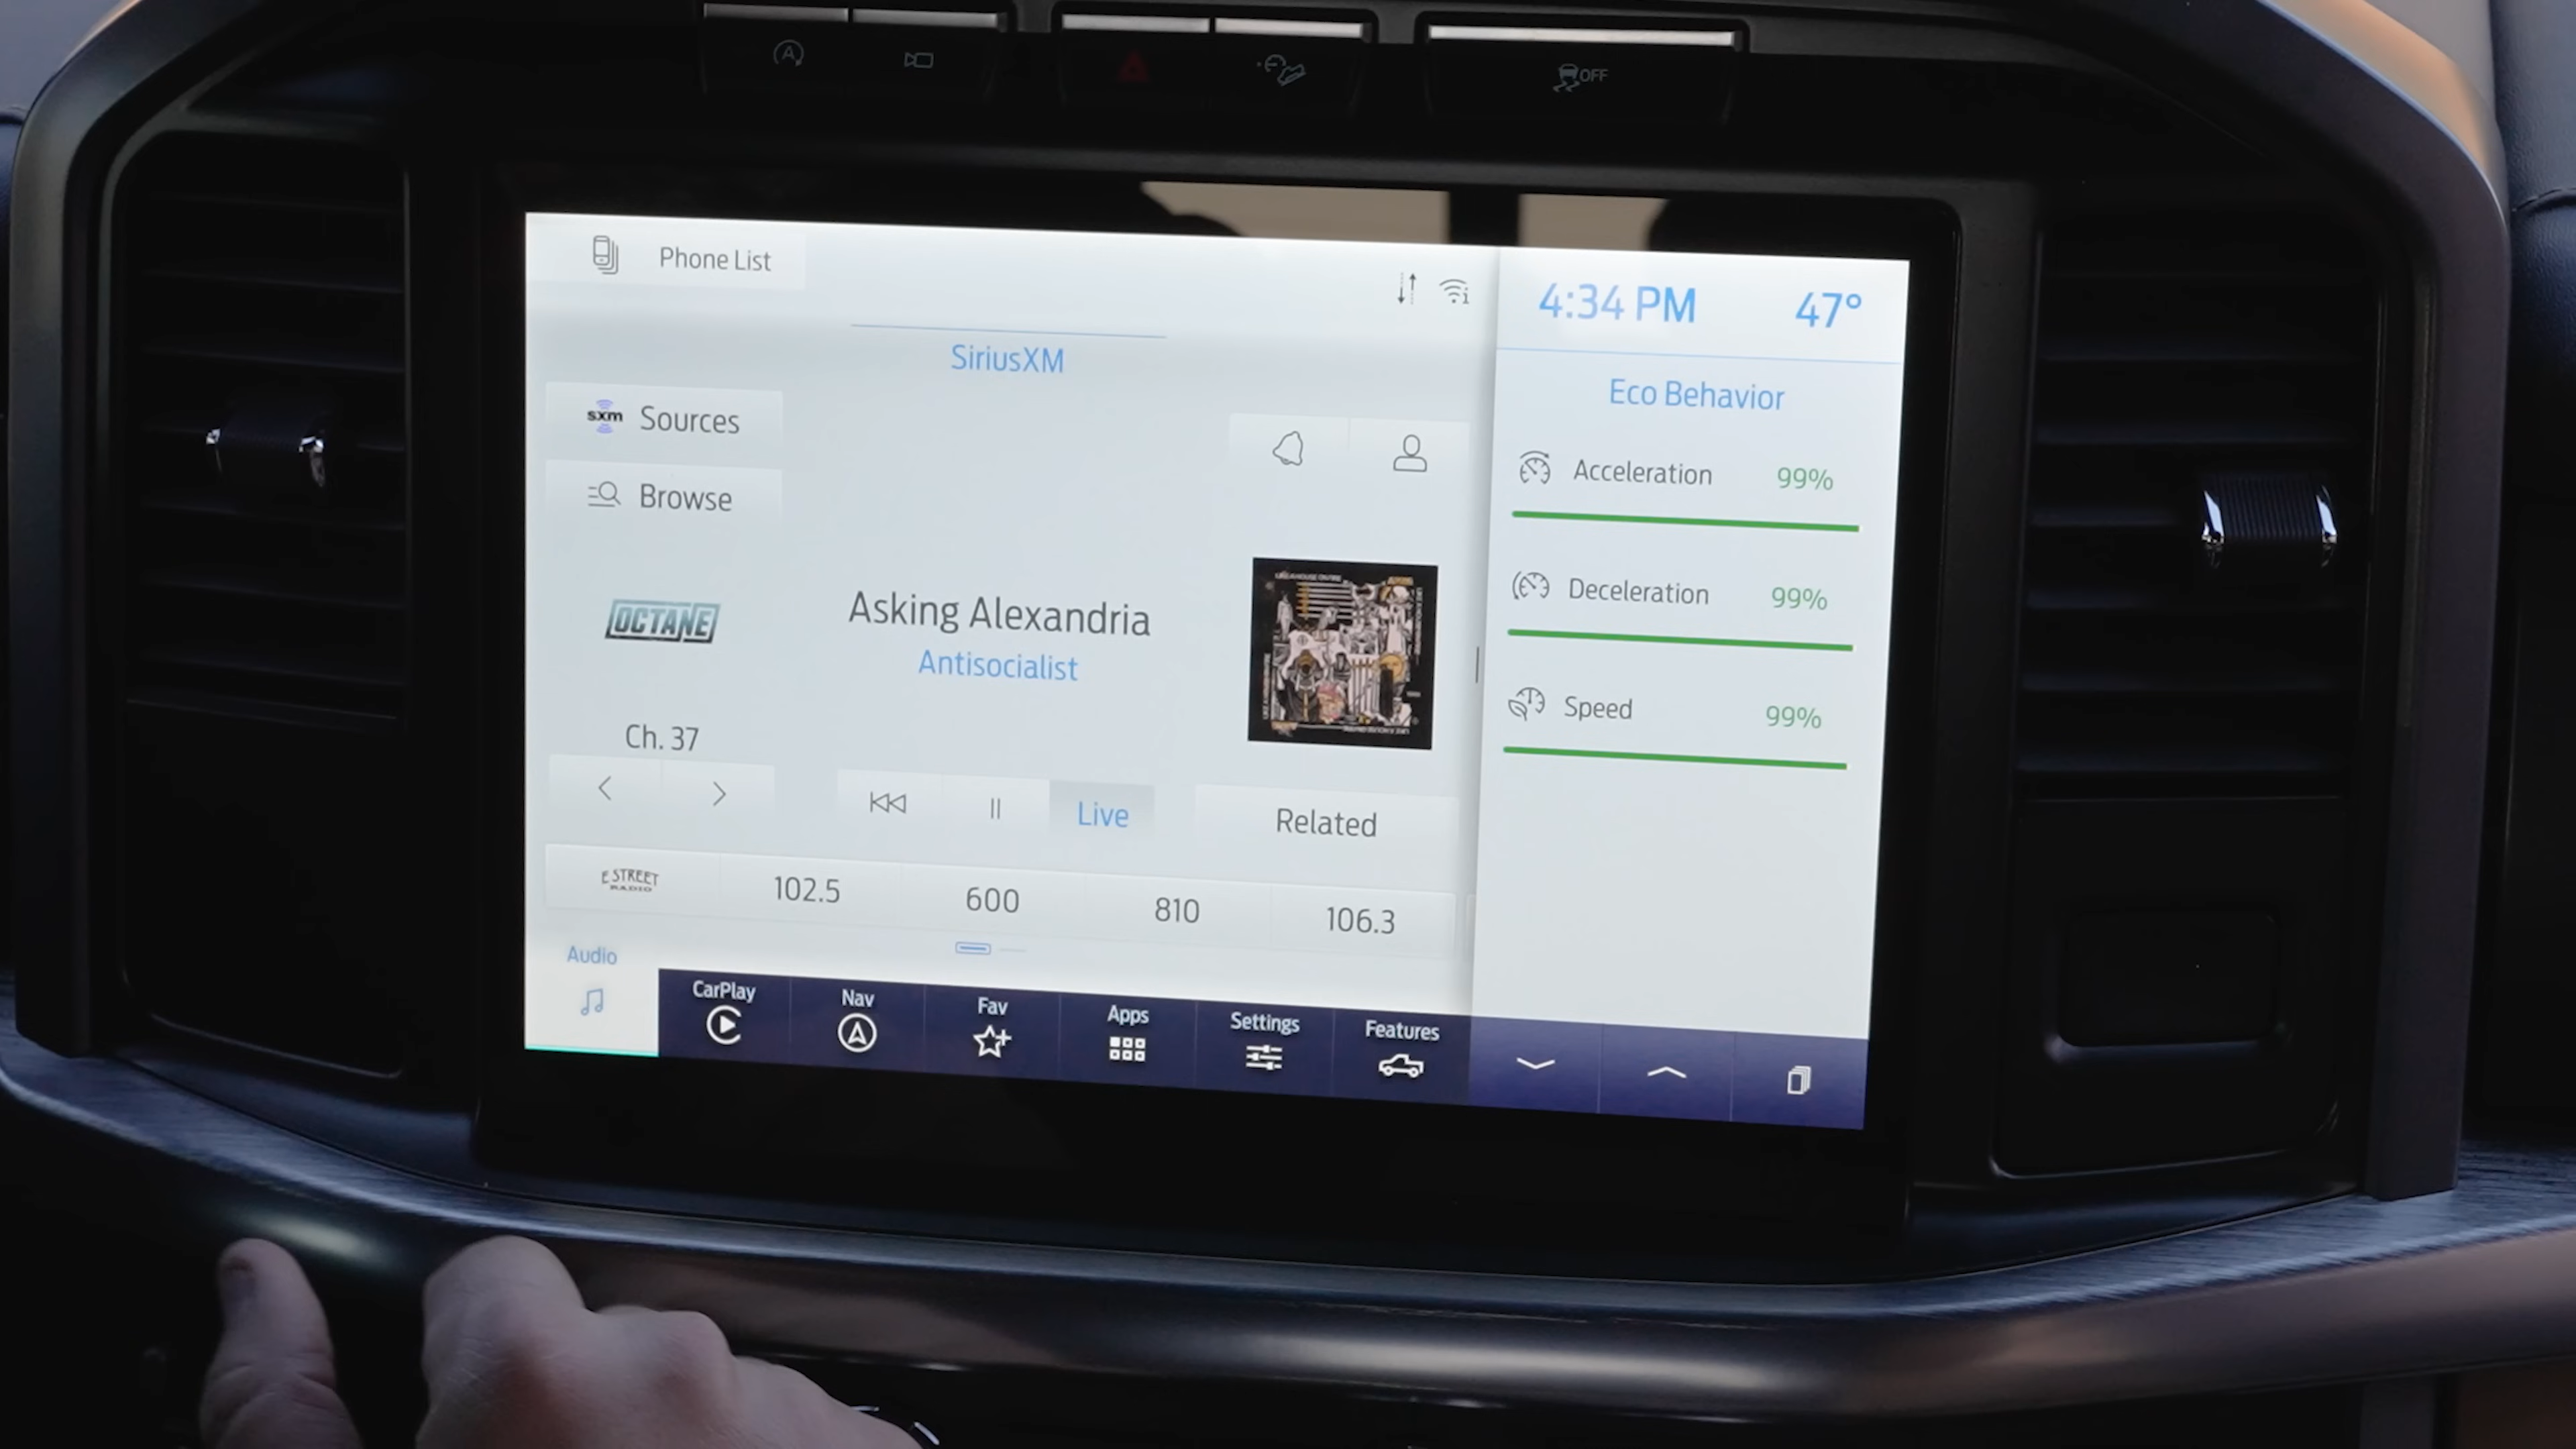 A
OFF
Phone List
4:34 PM
47°
SiriusXM
Eco Behavior
sxm Sources
Browse
Acceleration 99%
Deceleration 99%
Speed 99%
OCTANE
Asking Alexandria
Antisocialist
Ch. 37
Live
Related
E STREET
RADIO
102.5
600
810
106.3
Audio
CarPlay
Nav
Fav
Apps
Settings
Features